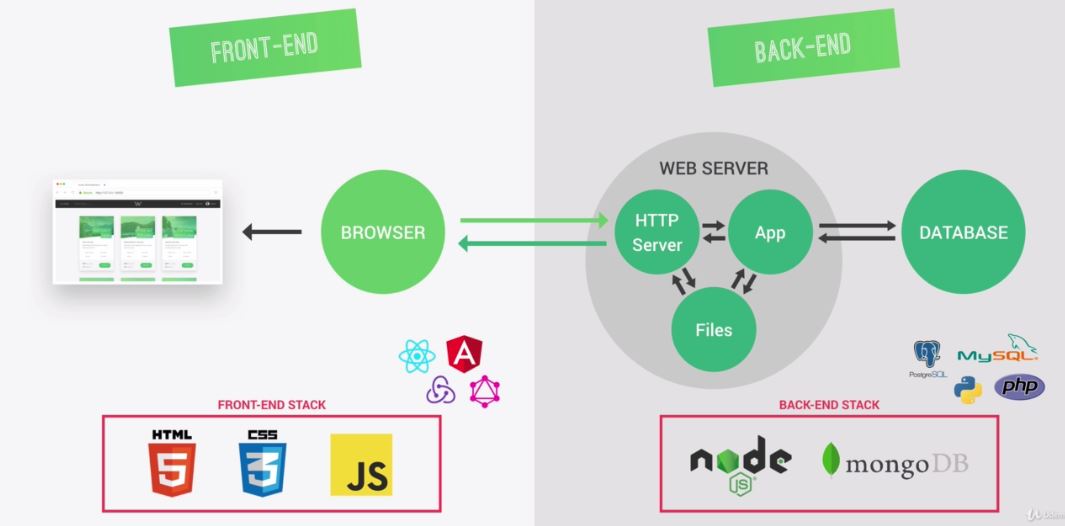 FRONT-END
BACK-END
WEB SERVER
BROWSER
HTTP
Server
App
DATABASE
Files
PostgreSQL
MySQL
php
FRONT-END STACK
BACK-END STACK
HTML
5
CSS
3
JS
node
JS
mongoDB